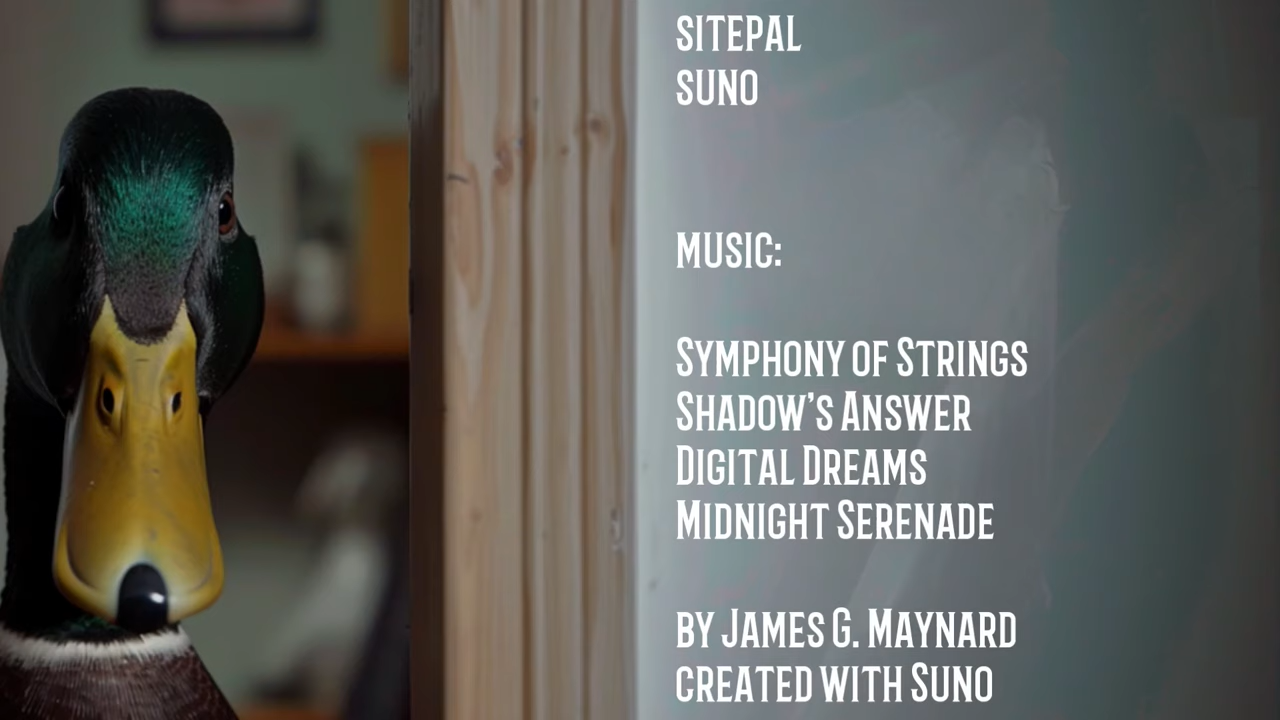 SITEPAL
SUNO
MUSIC:
Symphony of Strings
Shadow's Answer
Digital Dreams
Midnight Serenade
by James G. Maynard
created with Suno